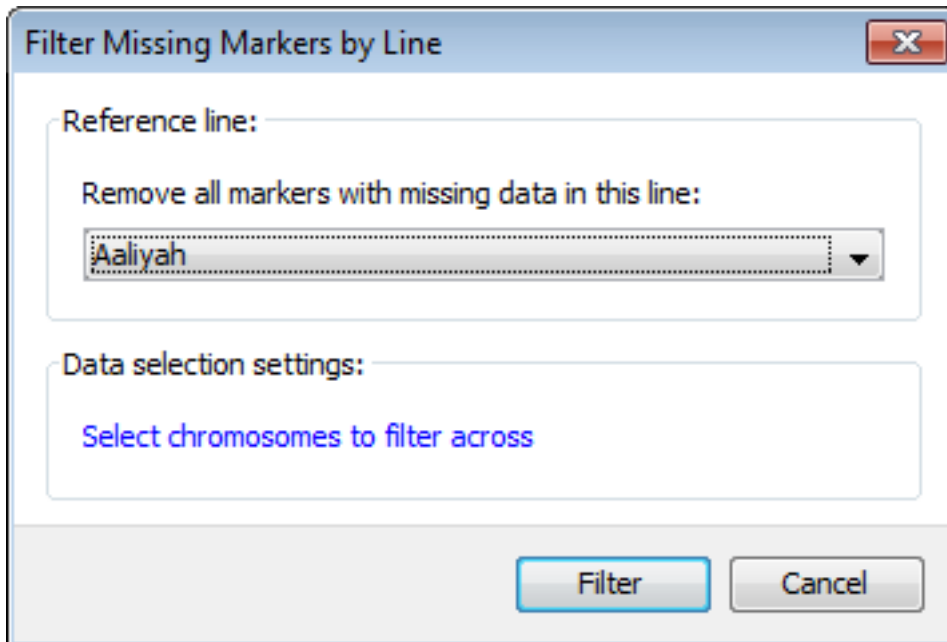 Filter Missing Markers by Line
Reference line:
Remove all markers with missing data in this line:
Aaliyah
Data selection settings:
Select chromosomes to filter across
Filter
Cancel